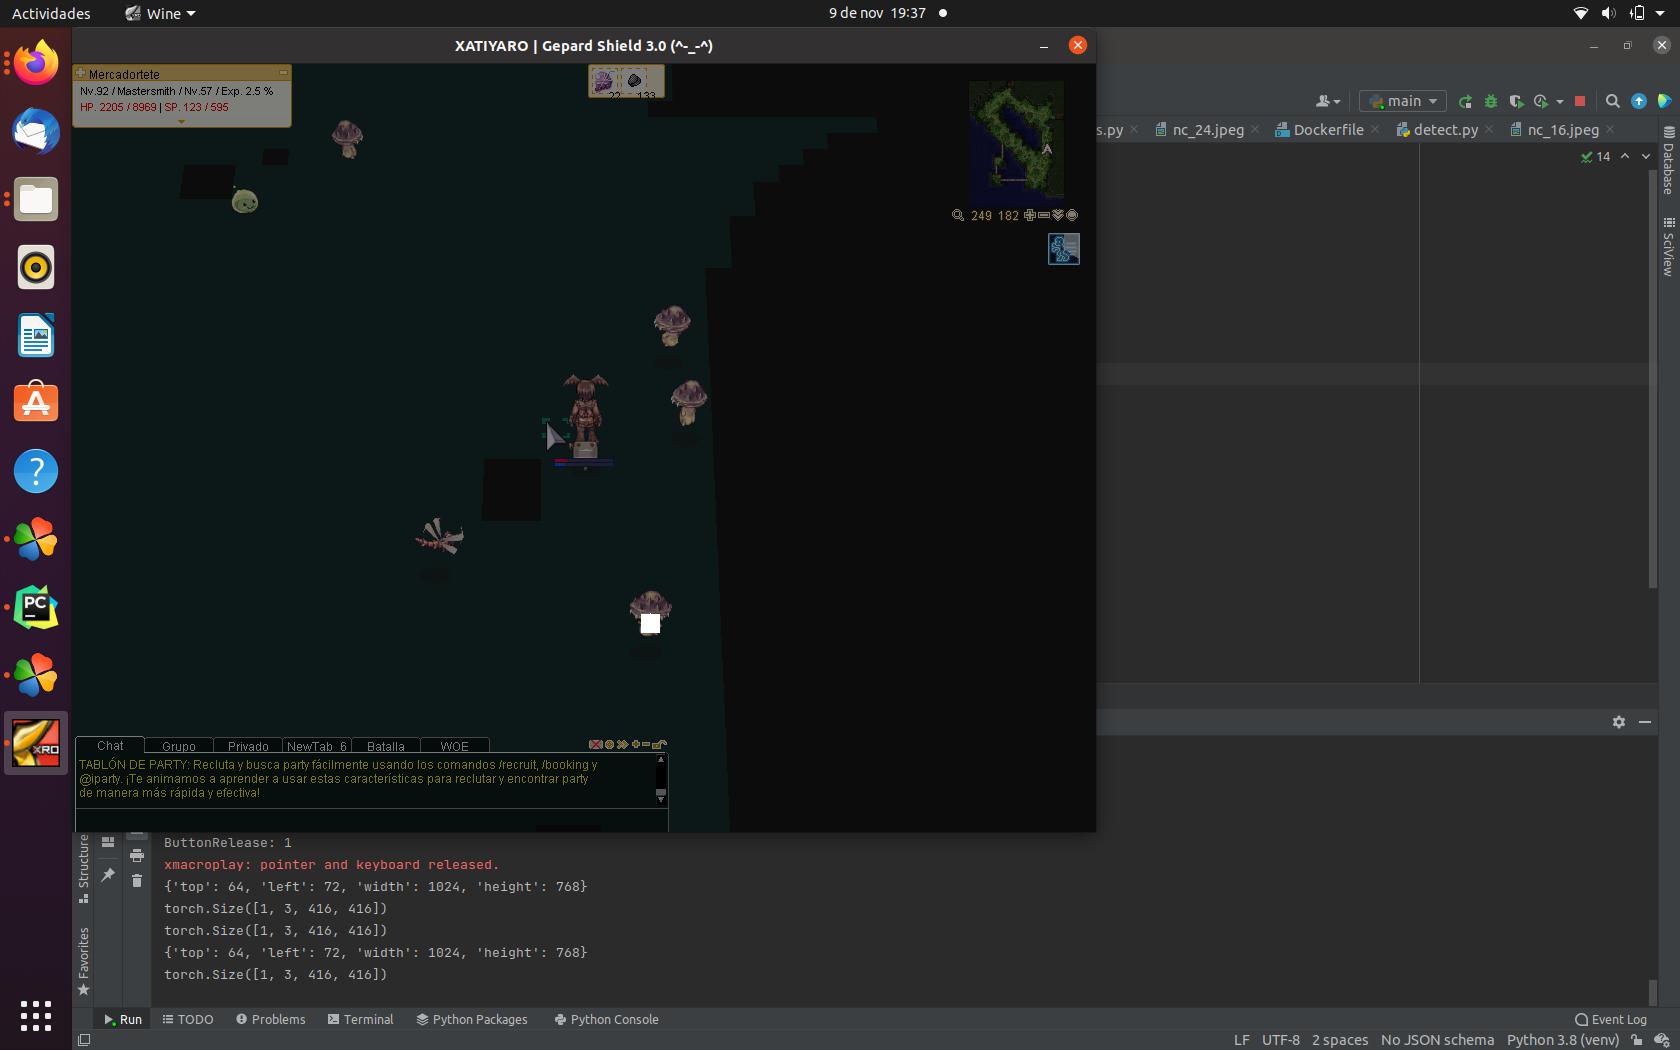 Actividades
Wine
9 de nov 19:37
XATIYARO | Gepard Shield 3.0 (^-_-^)
Mercadortete
Nv.92 / Mastersmith / Nv.57 / Exp. 2.5 %
HP. 2205 / 8969 | SP. 123 / 595
22
133
249 182
main
s.py
nc_24.jpeg
Dockerfile
detect.py
nc_16.jpeg
14
Database
SciView
PC
XRO
Chat
Grupo
Privado
NewTab_6
Batalla
WOE
TABLÓN DE PARTY: Recluta y busca party fácilmente usando los comandos /recruit, /booking y
@iparty. ¡Te animamos a aprender a usar estas características para reclutar y encontrar party
de manera más rápida y efectiva!
Structure
Favorites
ButtonRelease: 1
xmacroplay: pointer and keyboard released.
{'top': 64, 'left': 72, 'width': 1024, 'height': 768}
torch.Size([1, 3, 416, 416])
torch.Size([1, 3, 416, 416])
{'top': 64, 'left': 72, 'width': 1024, 'height': 768}
torch.Size([1, 3, 416, 416])
Run
TODO
Problems
Terminal
Python Packages
Python Console
Event Log
LF
UTF-8
2 spaces
No JSON schema
Python 3.8 (venv)